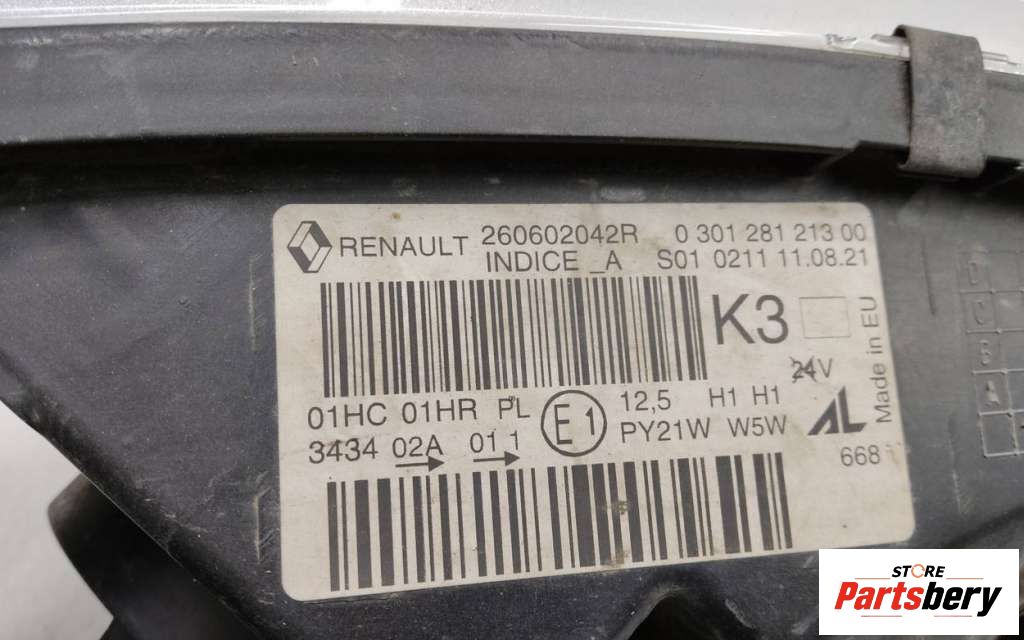 RENAULT 260602042R 0 301 281 213 00
INDICE _A S01 0211 11.08.21
K3
Made in EU
24V
01HC 01HR PL E1 12,5 H1 H1
3434 02A 01 1 PY21W W5W AL
668
D
C
B
A
STORE
Partsbery